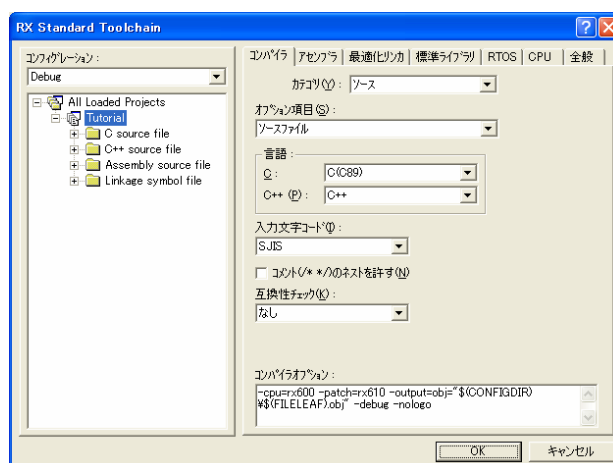 RX Standard Toolchain
コンフィグレーション :
Debug
All Loaded Projects
Tutorial
C source file
C++ source file
Assembly source file
Linkage symbol file
コンパイラ アセンブラ 最適化リンカ 標準ライブラリ RTOS CPU 全般
カテゴリ(Y) : ソース
オプション項目(S) :
ソースファイル
言語 :
C : C(C89)
C++ (P) : C++
入力文字コード(I) :
SJIS
コメント(/* */)のネストを許す(N)
互換性チェック(K) :
なし
コンパイラオプション :
-cpu=rx600 -patch=rx610 -output=obj="$(CONFIGDIR)
¥$(FILELEAF).obj" -debug -nologo
OK キャンセル